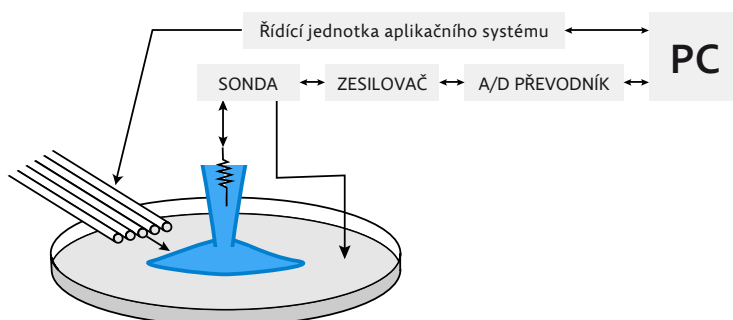 Řídící jednotka aplikačního systému
PC
SONDA
ZESILOVAČ
A/D PŘEVODNÍK